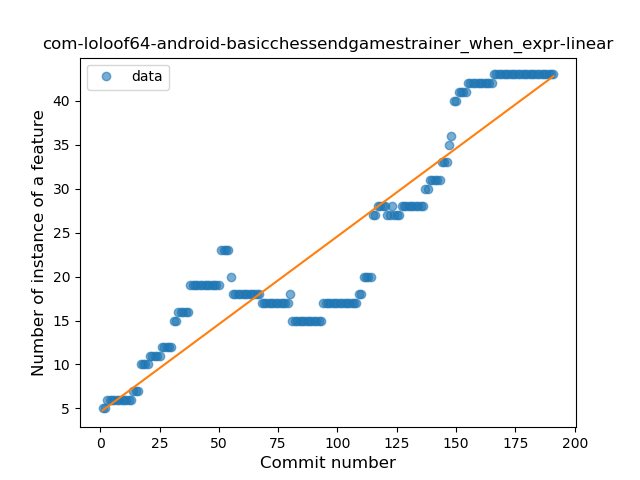 com-loloof64-android-basicchessendgamestrainer_when_expr-linear
data
Number of instance of a feature
40
35
30
25
20
15
10
5
0 25 50 75 100 125 150 175 200
Commit number